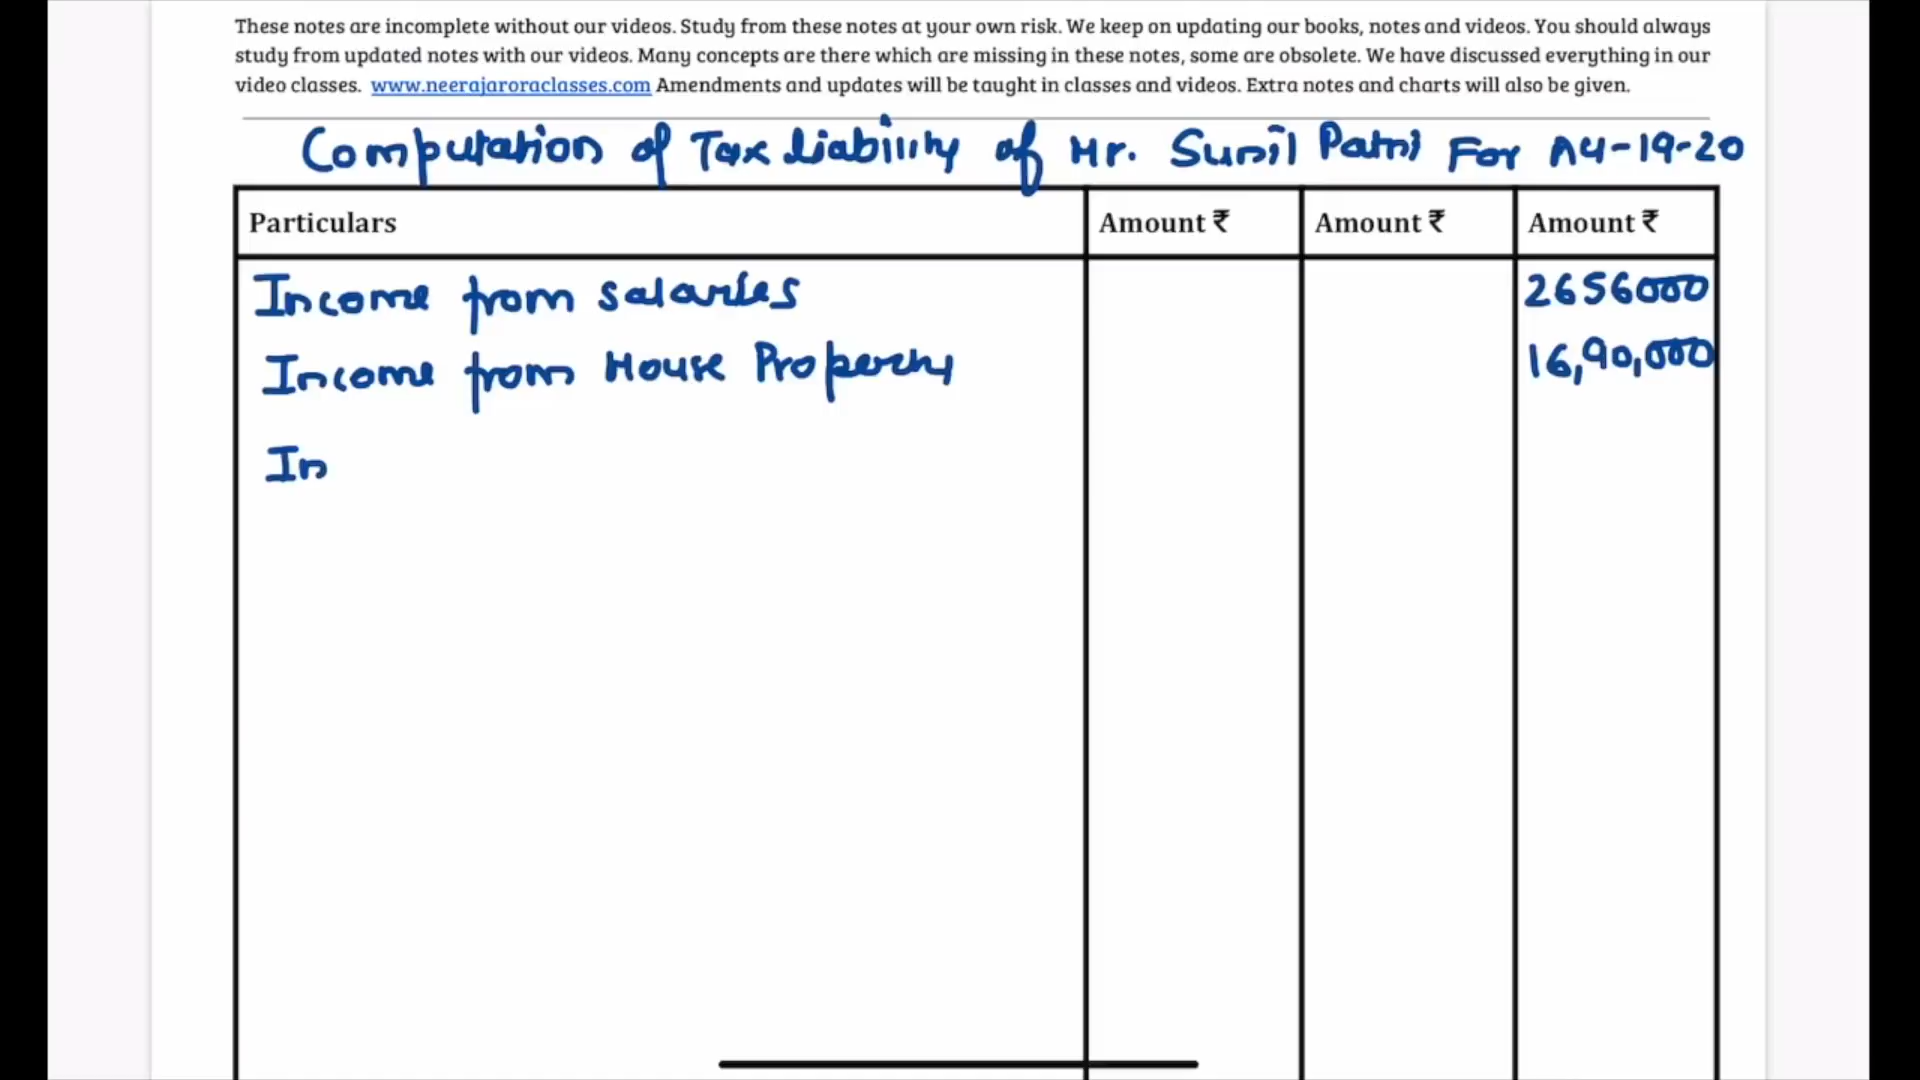 These notes are incomplete without our videos. Study from these notes at your own risk. We keep on updating our books, notes and videos. You should always
study from updated notes with our videos. Many concepts are there which are missing in these notes, some are obsolete. We have discussed everything in our
video classes. www.neerajaroraclasses.com Amendments and updates will be taught in classes and videos. Extra notes and charts will also be given.
Computation of Tax liability of Mr. Sunil Patni For AY-19-20
Particulars Amount ₹ Amount ₹ Amount ₹
Income from salaries 2656000
Income from House Property 16,90,000
In